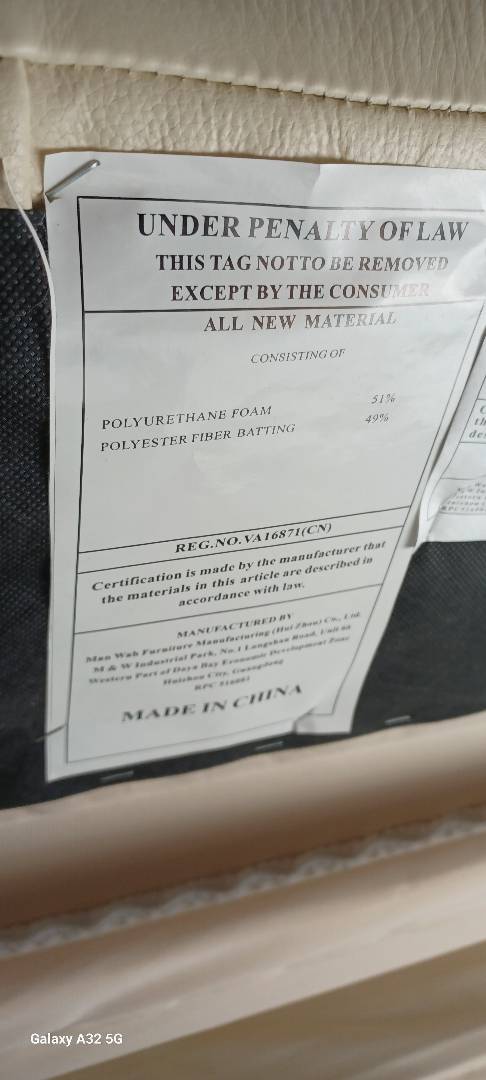 UNDER PENALTY OF LAW
THIS TAG NOTTO BE REMOVED
EXCEPT BY THE CONSUMER
ALL NEW MATERIAL
CONSISTING OF
POLYURETHANE FOAM 51%
POLYESTER FIBER BATTING 49%
REG.NO.VA16871(CN)
Certification is made by the manufacturer that
the materials in this article are described in
accordance with law.
MANUFACTURED BY
Man Wah Furniture Manufacturing (Hui Zhou) Co., Ltd.
M & W Industrial Park, No.1 Longshan Road,
Western Part of Daya Bay Economic Development Zone
Huizhou City, Guangdong
MADE IN CHINA
Galaxy A32 5G